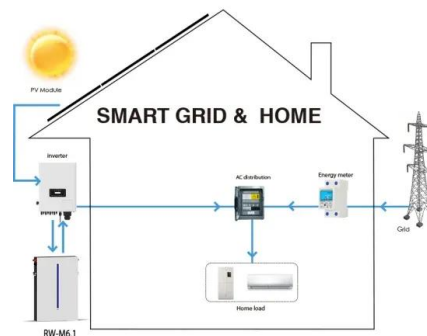 PV Module
SMART GRID & HOME
Inverter
AC distribution
Energy meter
Grid
Home load
RW-M6.1